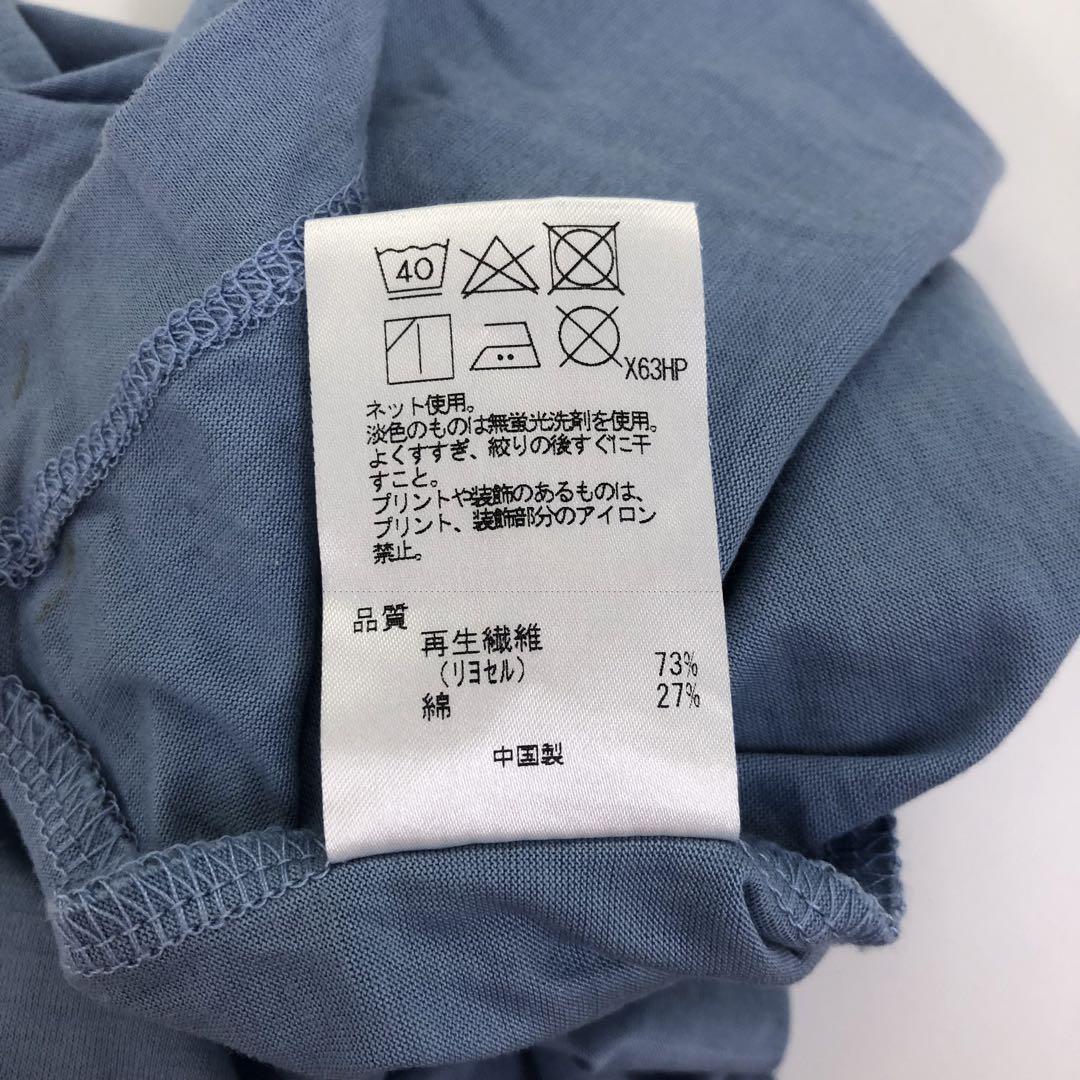 40
X63HP
ネット使用。
淡色のものは無蛍光洗剤を使用。
よくすすぎ、絞りの後すぐに干
すこと。
プリントや装飾のあるものは、
プリント、装飾部分のアイロン
禁止。
品質
再生繊維
(リヨセル) 73%
綿 27%
中国製